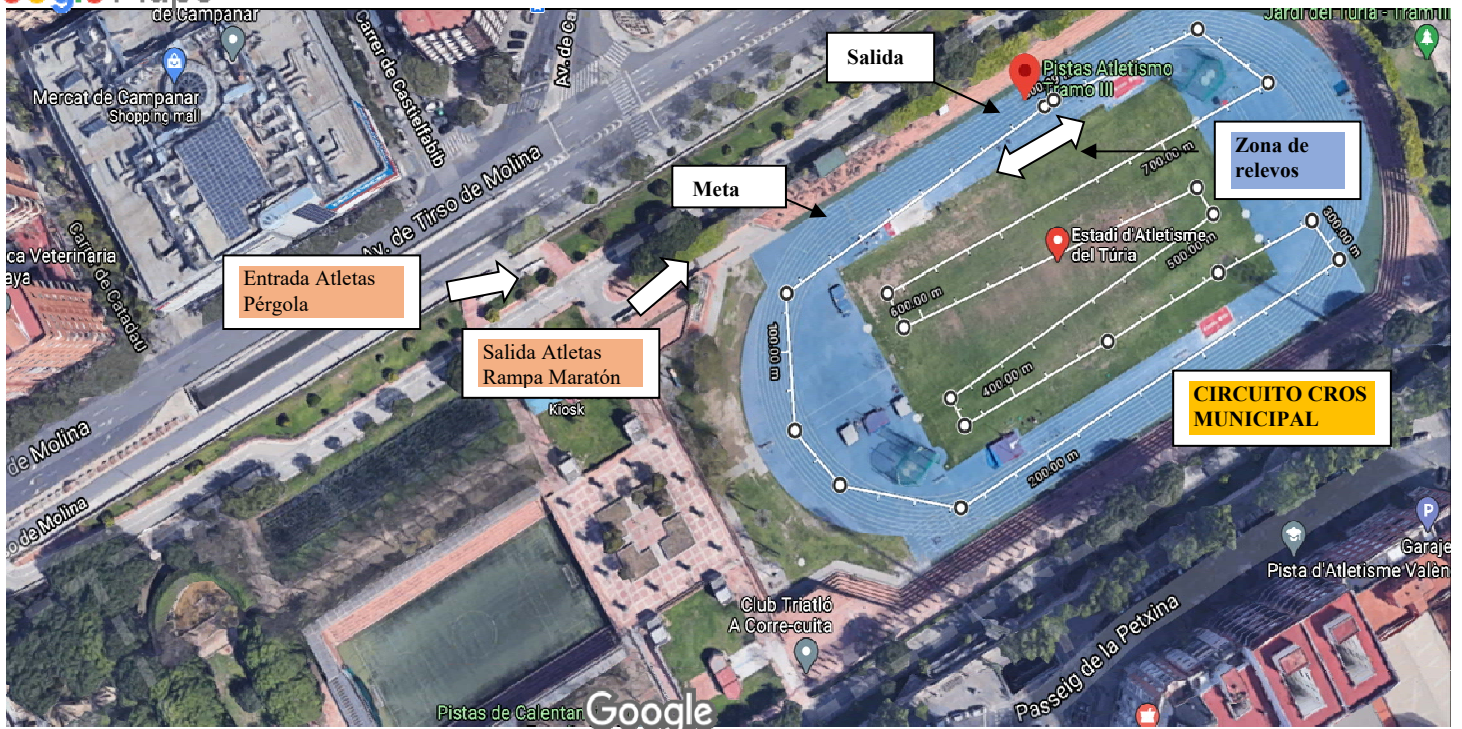 de Campanar
Mercat de Campanar
Shopping mall
Carrer de Castelfabib
Av. de Ca
Jardí del Túria - Tram III
Salida
Pistas Atletismo
Tramo III
Meta
Zona de
relevos
700.00 m
Av. de Tirso de Molina
Entrada Atletas
Pérgola
ca Veterinaria
aya
Carrer de Catadau
Estadi d'Atletisme
del Túria
500.00 m
300.00 m
600.00 m
100.00 m
Salida Atletas
Rampa Maratón
Kiosk
400.00 m
CIRCUITO CROS
MUNICIPAL
de Molina
200.00 m
so de Molina
Garaje
Pista d'Atletisme Valèn
Club Triatló
A Corre-cuita
Passeig de la Petxina
Pistas de Calentan
Google